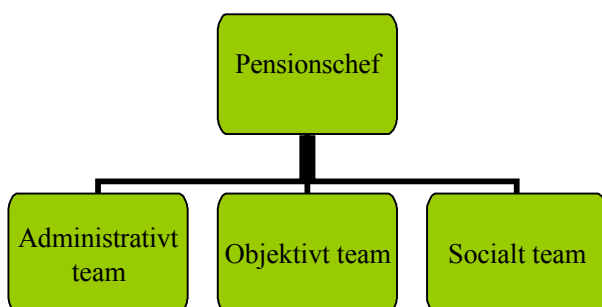 Pensionschef
Administrativt
team
Objektivt team
Socialt team